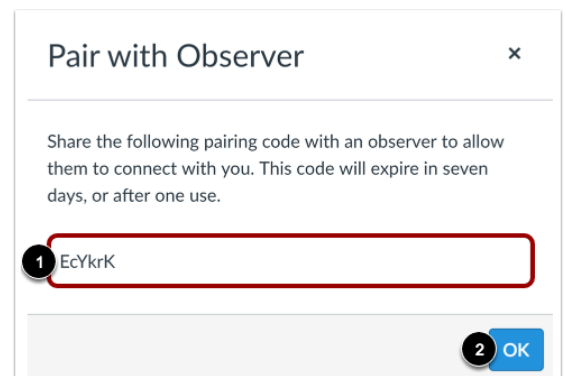 Pair with Observer ×
Share the following pairing code with an observer to allow
them to connect with you. This code will expire in seven
days, or after one use.
1 EcYkrK
2 OK